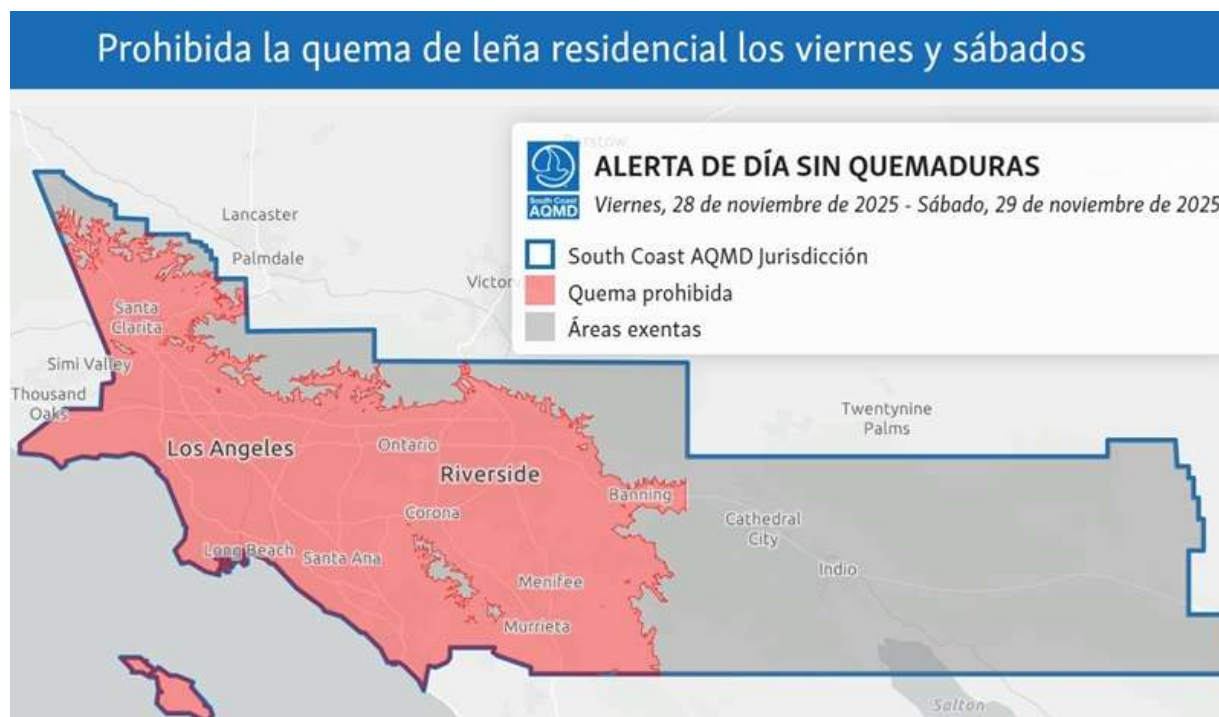 Prohibida la quema de leña residencial los viernes y sábados
ALERTA DE DÍA SIN QUEMADURAS
South Coast
AQMD
Viernes, 28 de noviembre de 2025 - Sábado, 29 de noviembre de 2025
South Coast AQMD Jurisdicción
Quema prohibida
Áreas exentas
Barstow
Lancaster
Palmdale
Victor
Santa
Clarita
Simi Valley
Thousand
Oaks
Los Angeles
Ontario
Riverside
Twentynine
Palms
Banning
Corona
Cathedral
City
Long Beach
Santa Ana
Indio
Menifee
Murrieta
Salton